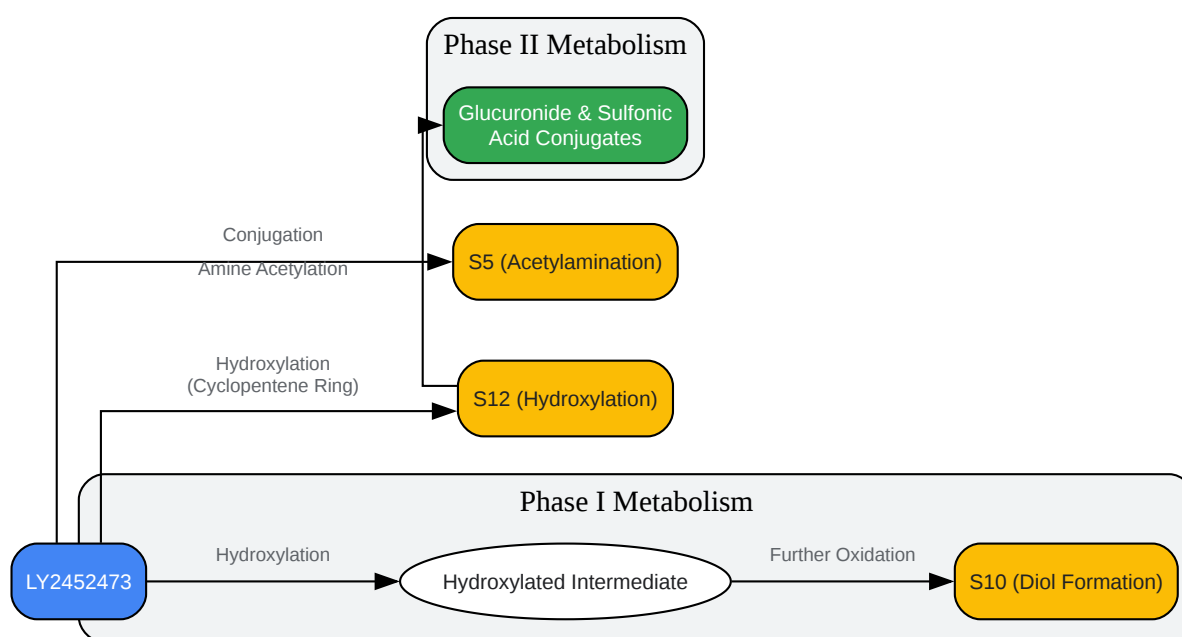 Phase II Metabolism
Glucuronide & Sulfonic
Acid Conjugates
Conjugation
Amine Acetylation
S5 (Acetylamination)
Hydroxylation
(Cyclopentene Ring)
S12 (Hydroxylation)
Phase I Metabolism
LY2452473
Hydroxylation
Hydroxylated Intermediate
Further Oxidation
S10 (Diol Formation)